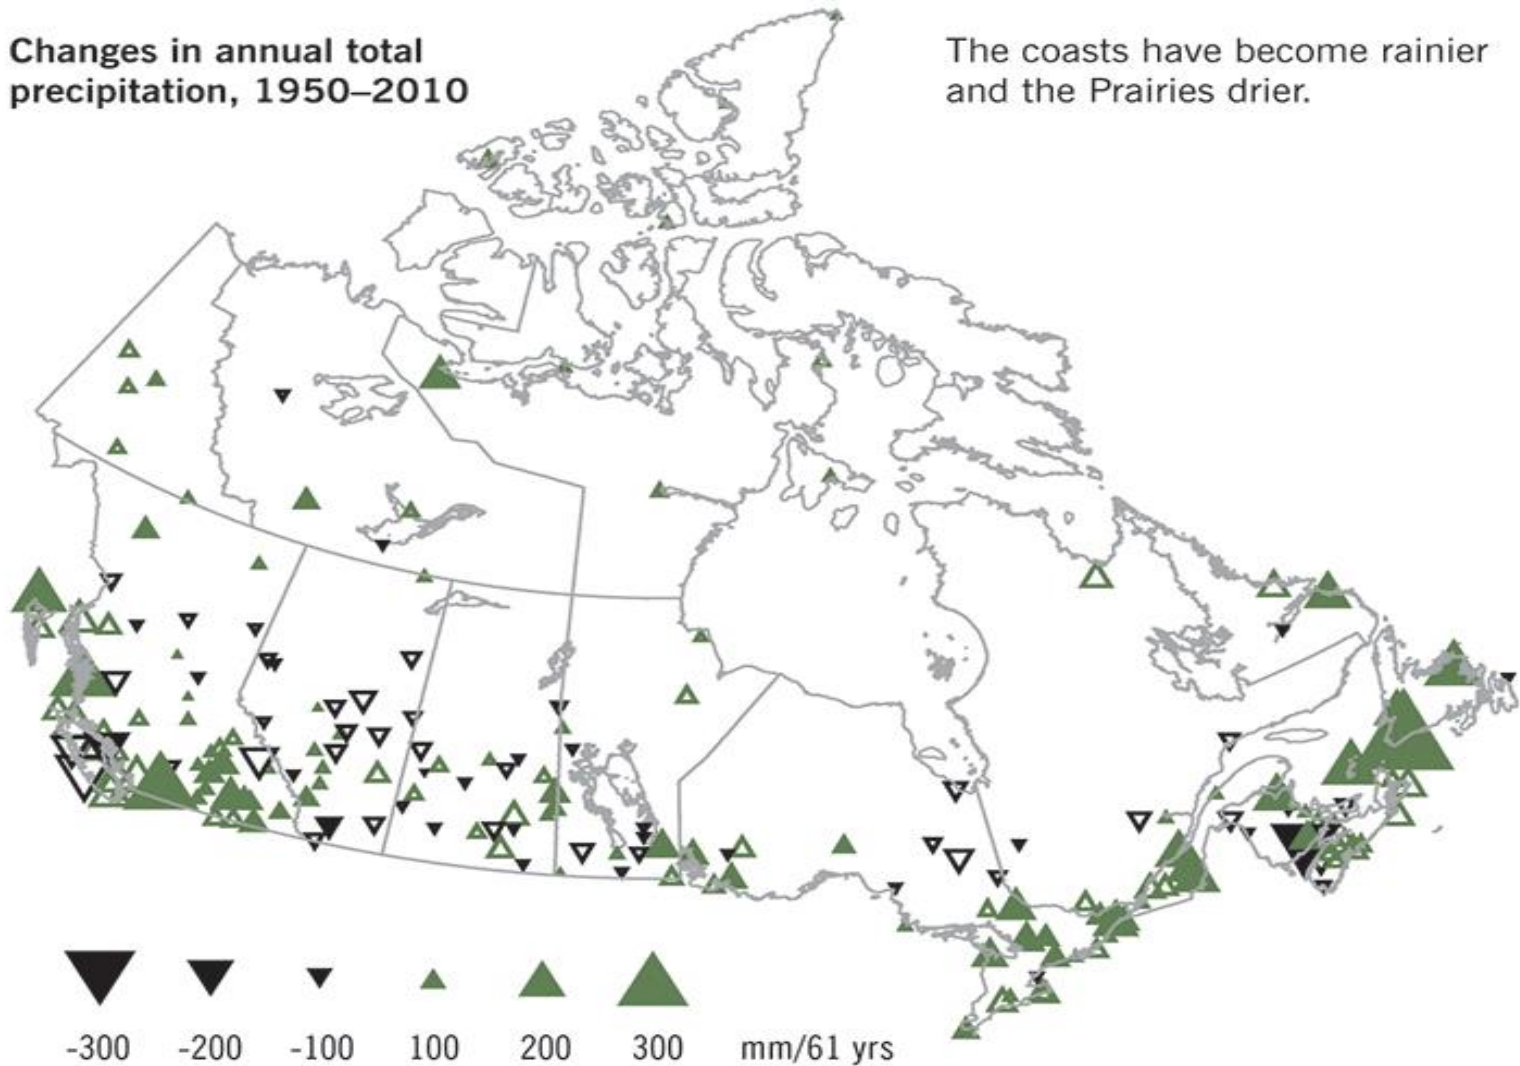 Changes in annual total
precipitation, 1950–2010
The coasts have become rainier
and the Prairies drier.
-300 -200 -100 100 200 300 mm/61 yrs